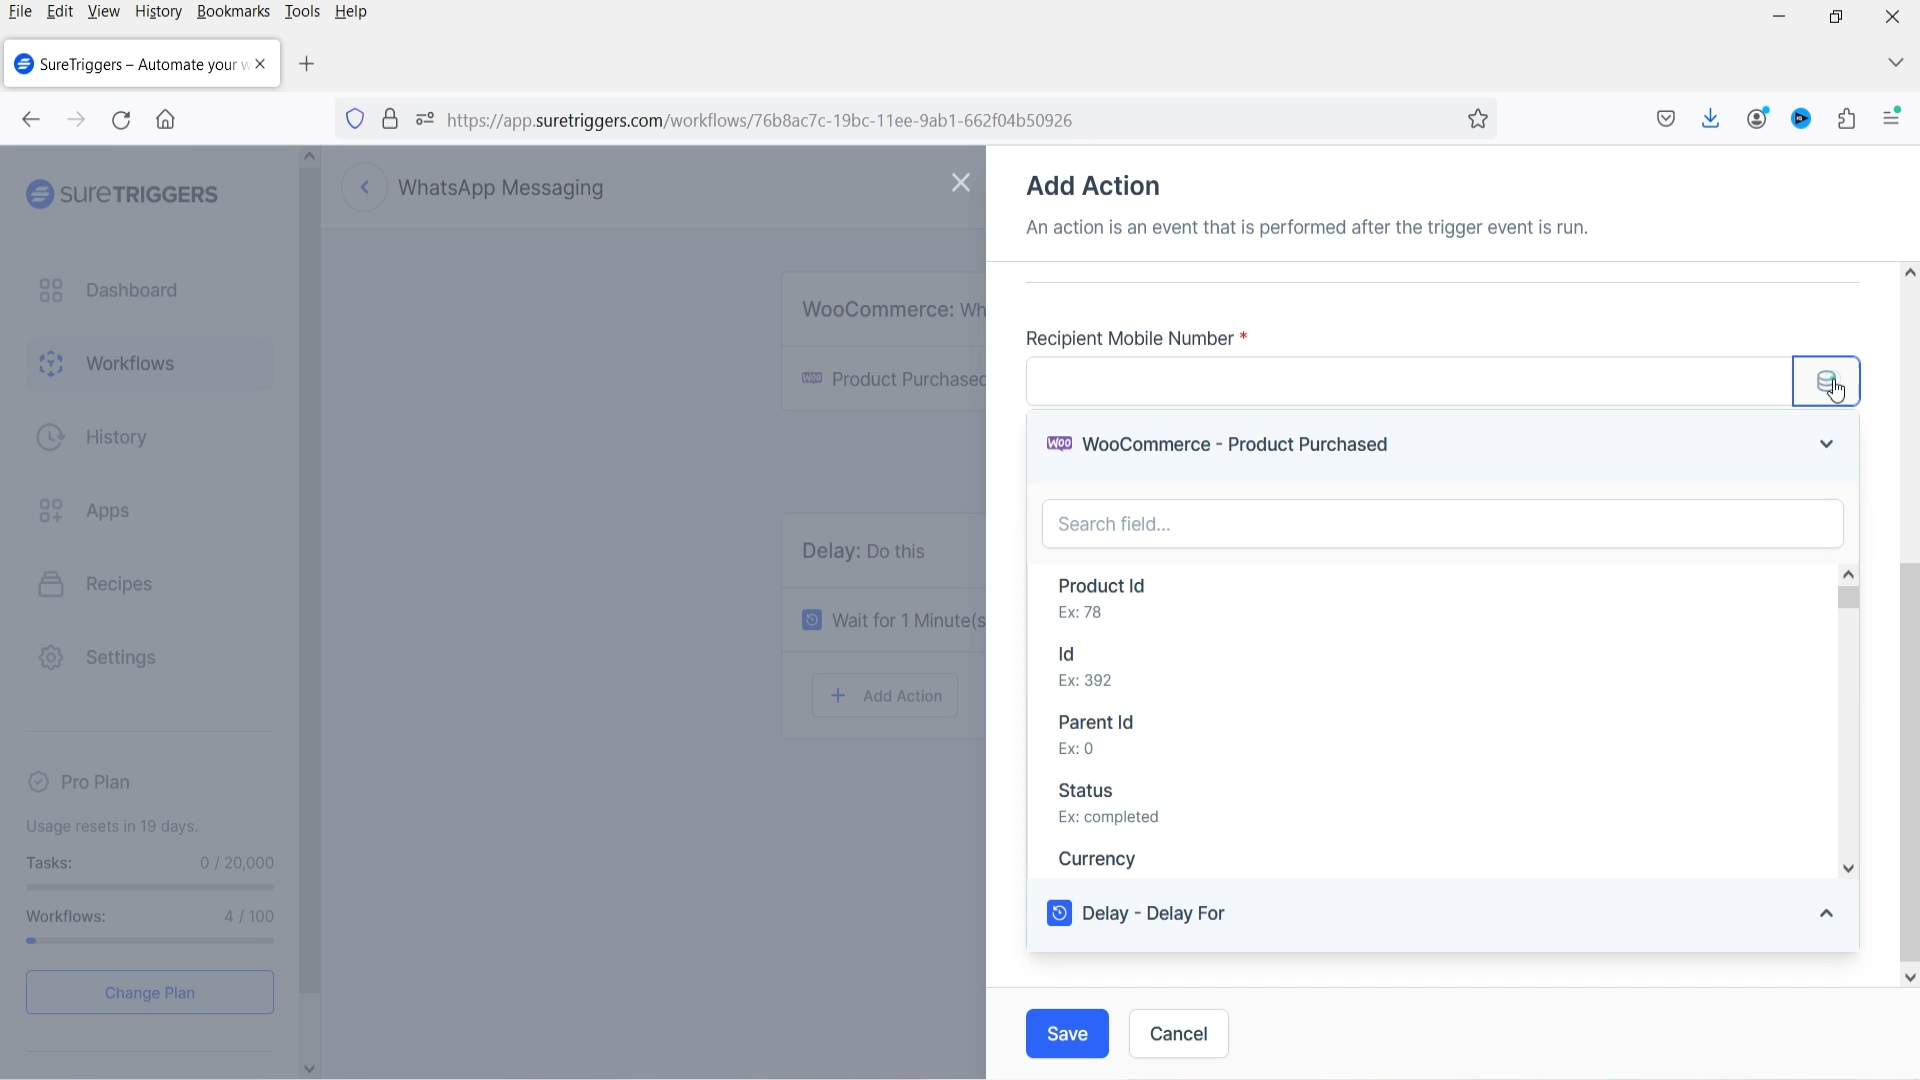 File Edit View History Bookmarks Tools Help
SureTriggers – Automate your w
https://app.suretriggers.com/workflows/76b8ac7c-19bc-11ee-9ab1-662f04b50926
SURETRIGGERS
Dashboard
Workflows
History
Apps
Recipes
Settings
Pro Plan
Usage resets in 19 days.
Tasks: 0 / 20,000
Workflows: 4 / 100
Change Plan
WhatsApp Messaging
WooCommerce: Wh
Woo Product Purchased
Delay: Do this
Wait for 1 Minute(s
+ Add Action
Add Action
An action is an event that is performed after the trigger event is run.
Recipient Mobile Number *
Woo WooCommerce - Product Purchased
Search field...
Product Id
Ex: 78
Id
Ex: 392
Parent Id
Ex: 0
Status
Ex: completed
Currency
Delay - Delay For
Save Cancel